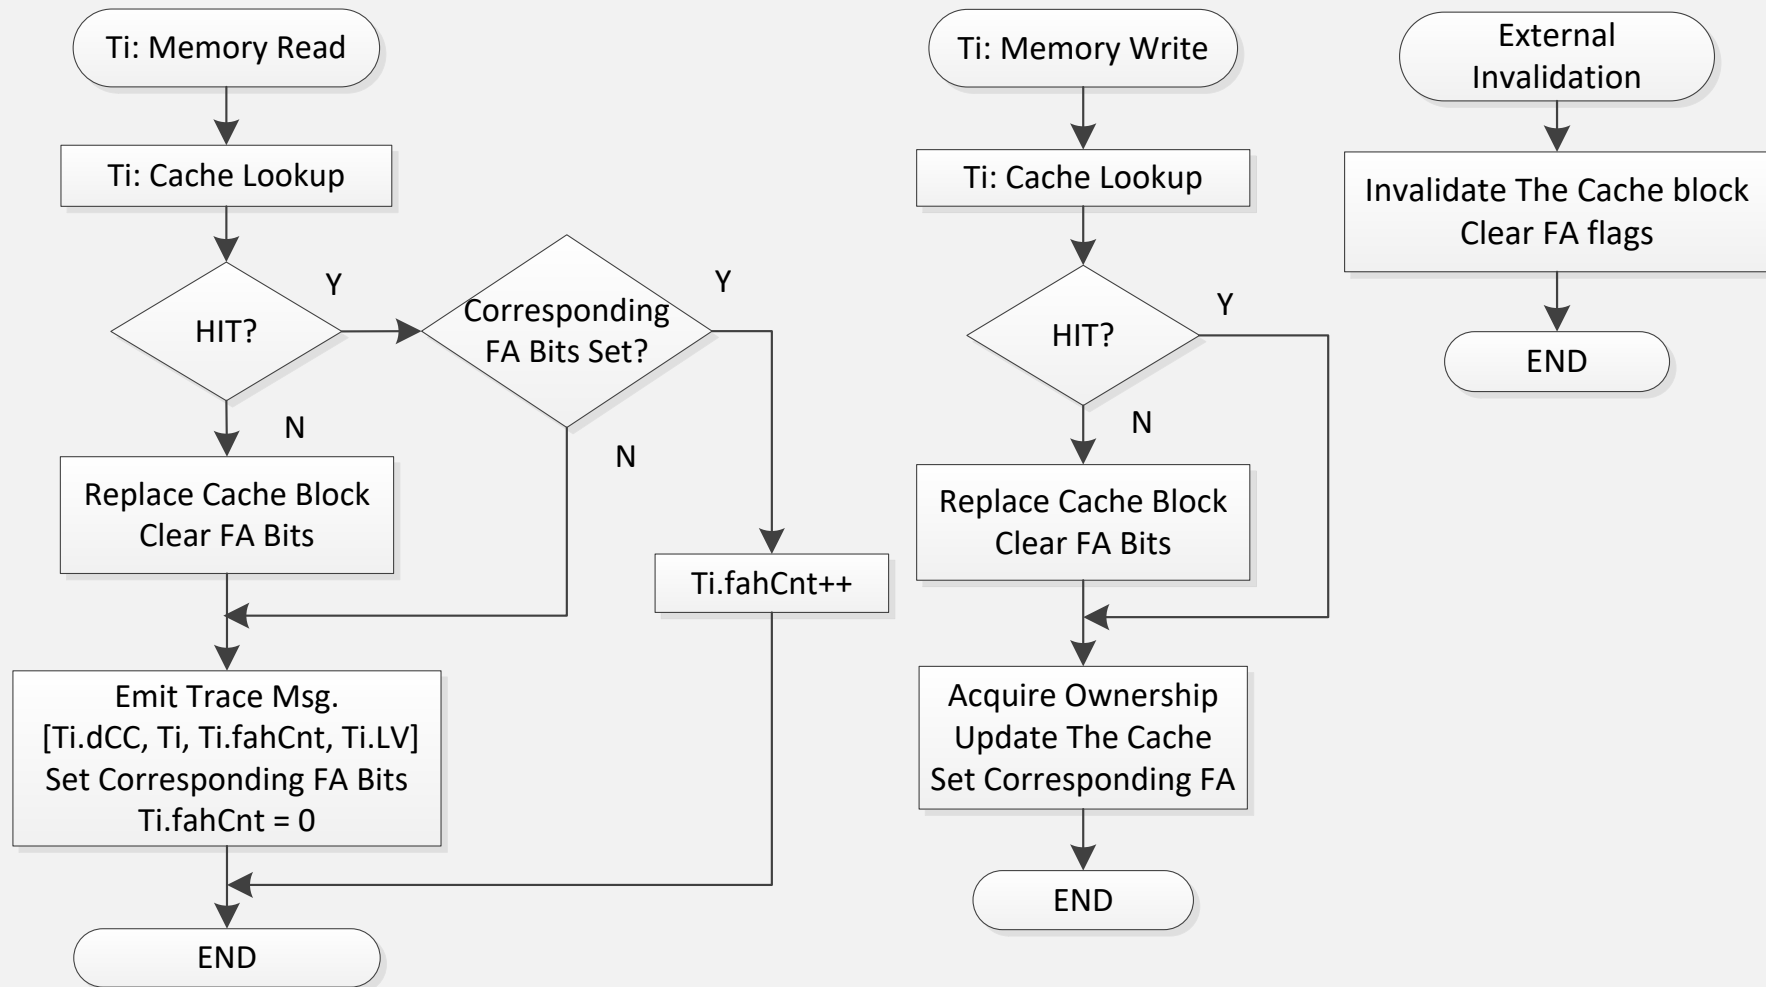 Ti: Memory Read
Ti: Cache Lookup
HIT?
Y
Corresponding
FA Bits Set?
Y
N
N
Replace Cache Block
Clear FA Bits
Ti.fahCnt++
Emit Trace Msg.
[Ti.dCC, Ti, Ti.fahCnt, Ti.LV]
Set Corresponding FA Bits
Ti.fahCnt = 0
END
Ti: Memory Write
Ti: Cache Lookup
HIT?
Y
N
Replace Cache Block
Clear FA Bits
Acquire Ownership
Update The Cache
Set Corresponding FA
END
External
Invalidation
Invalidate The Cache block
Clear FA flags
END